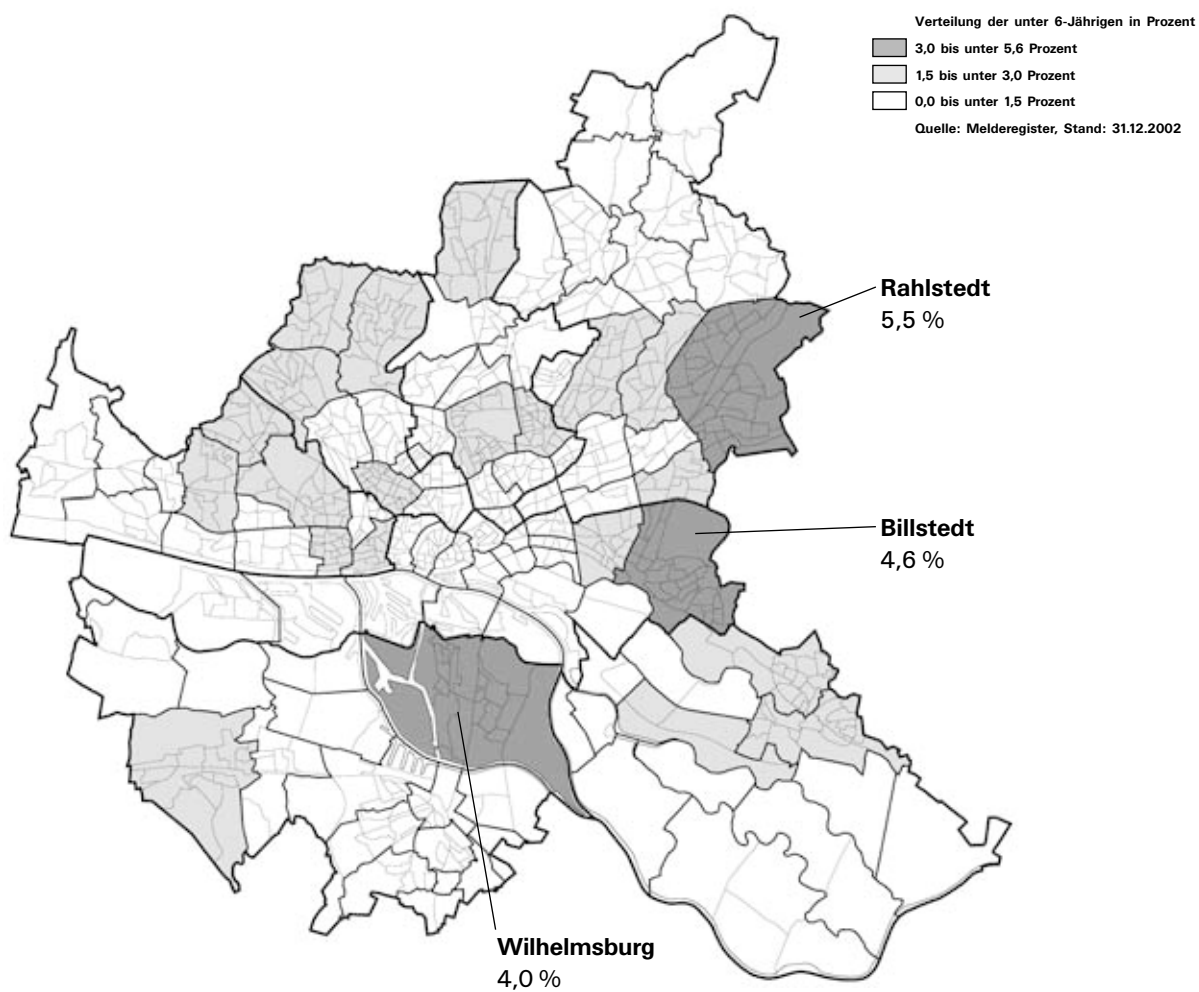 Verteilung der unter 6-Jährigen in Prozent
3,0 bis unter 5,6 Prozent
1,5 bis unter 3,0 Prozent
0,0 bis unter 1,5 Prozent
Quelle: Melderegister, Stand: 31.12.2002
Rahlstedt
5,5 %
Billstedt
4,6 %
Wilhelmsburg
4,0 %